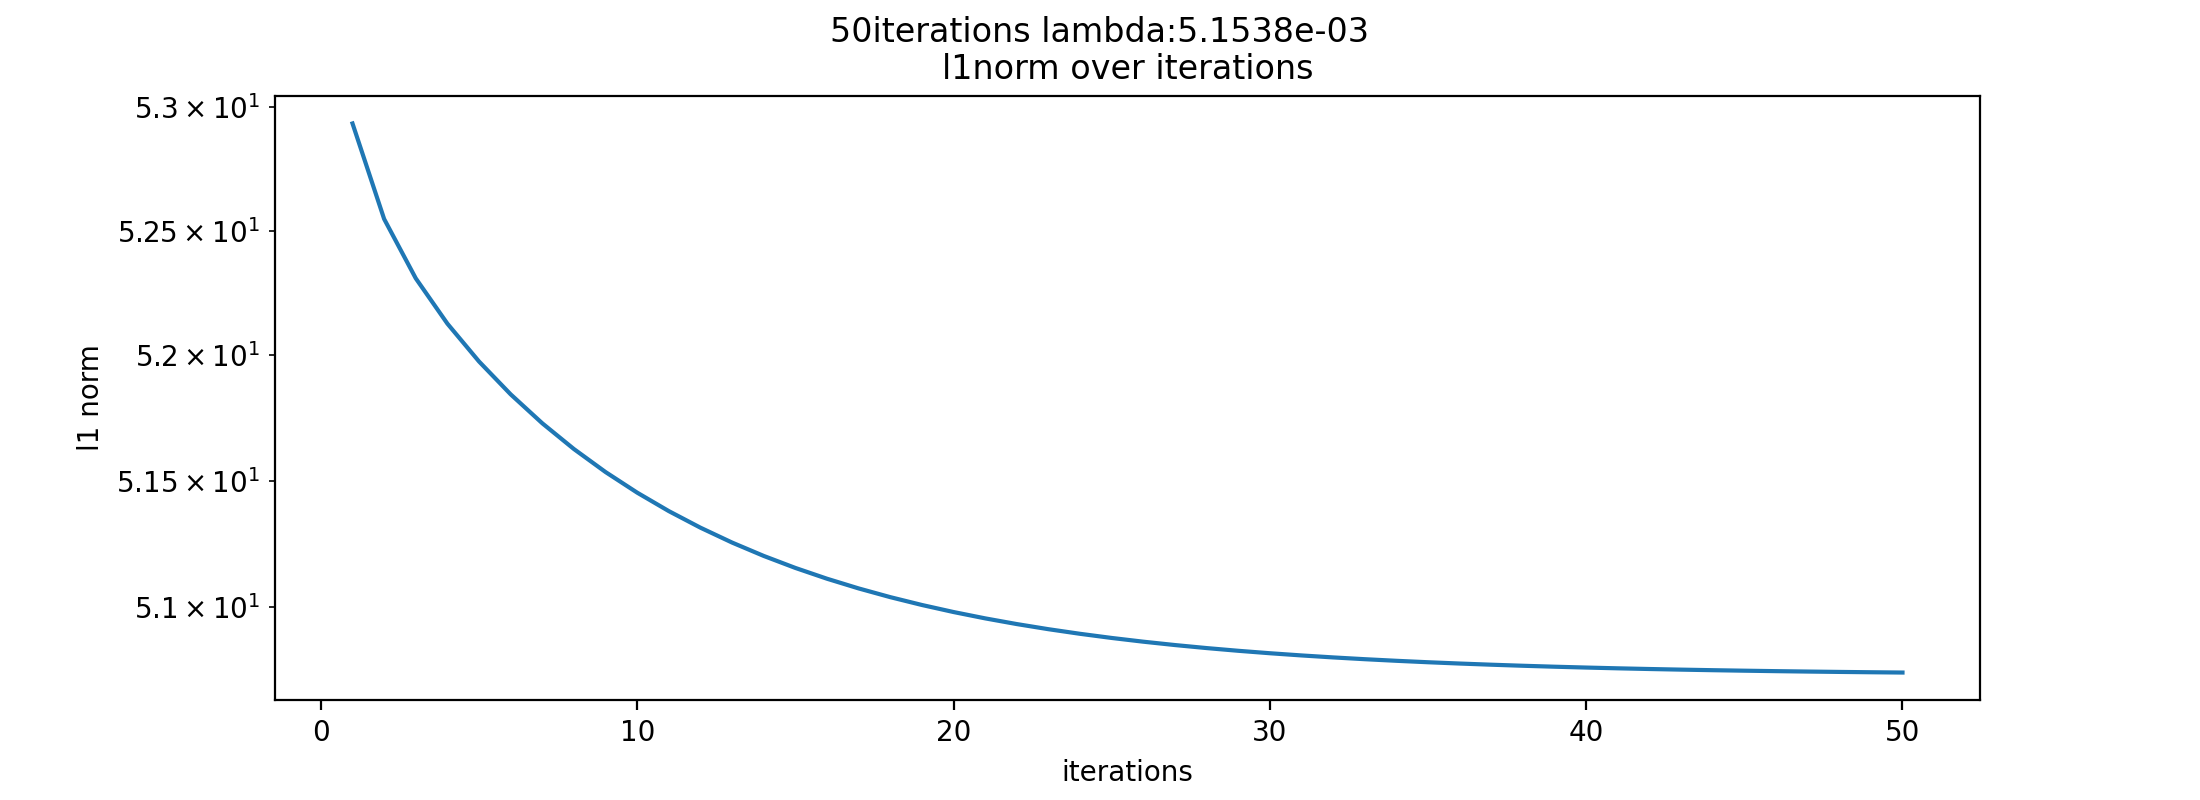 50iterations lambda:5.1538e-03
l1norm over iterations
5.3 × 10¹
5.25 × 10¹
5.2 × 10¹
5.15 × 10¹
5.1 × 10¹
l1 norm
0 10 20 30 40 50
iterations